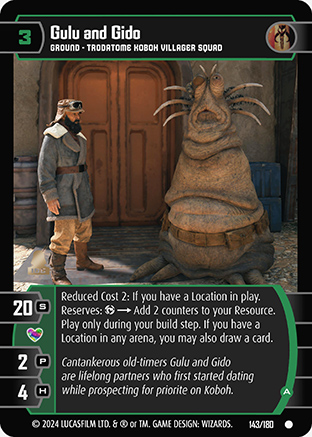 3
Gulu and Gido
GROUND - TRODATOME KOBOH VILLAGER SQUAD
20 S
Reduced Cost 2: If you have a Location in play.
Reserves: → Add 2 counters to your Resource.
Play only during your build step. If you have a
Location in any arena, you may also draw a card.
2 P
Cantankerous old-timers Gulu and Gido
are lifelong partners who first started dating
4 H
while prospecting for priorite on Koboh.
A
© 2024 LUCASFILM LTD. & ® OR TM. GAME DESIGN: WIZARDS.
143/180